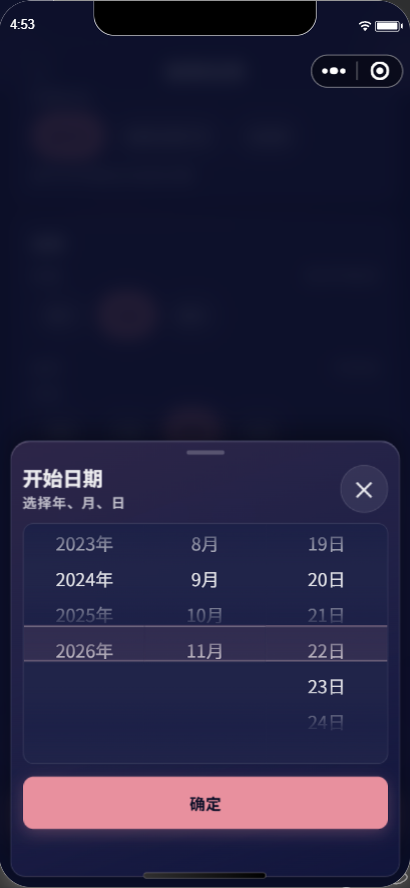 4:53
开始日期
选择年、月、日
2023年 8月 19日
2024年 9月 20日
2025年 10月 21日
2026年 11月 22日
23日
24日
确定